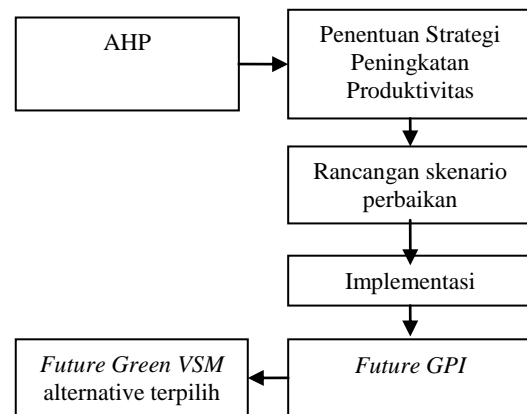 AHP
Penentuan Strategi
Peningkatan
Produktivitas
Rancangan skenario
perbaikan
Implementasi
Future GPI
Future Green VSM
alternative terpilih